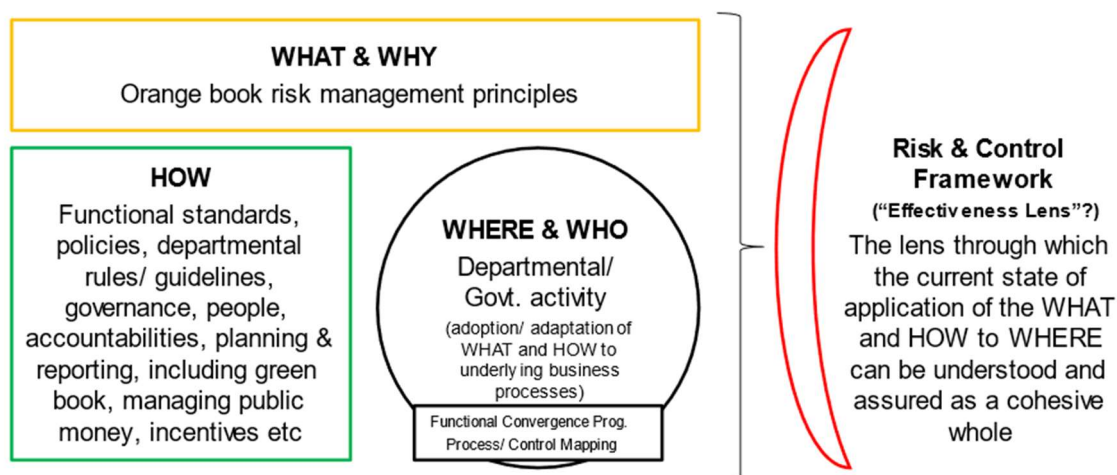 WHAT & WHY
Orange book risk management principles
HOW
Functional standards,
policies, departmental
rules/ guidelines,
governance, people,
accountabilities, planning &
reporting, including green
book, managing public
money, incentives etc
WHERE & WHO
Departmental/
Govt. activity
(adoption/ adaptation of
WHAT and HOW to
underlying business
processes)
Functional Convergence Prog.
Process/ Control Mapping
Risk & Control
Framework
("Effectiveness Lens"?)
The lens through which
the current state of
application of the WHAT
and HOW to WHERE
can be understood and
assured as a cohesive
whole